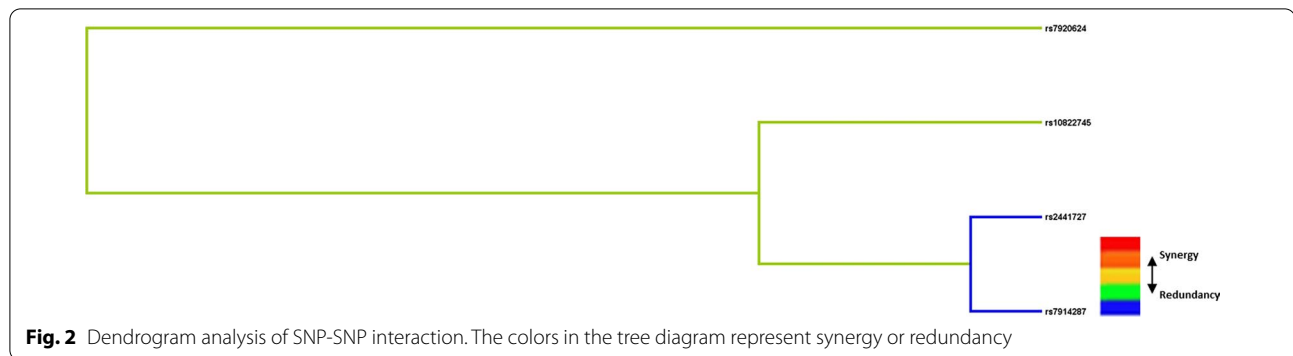 rs7920624
rs10822745
rs2441727
Synergy
Redundancy
rs7914287
Fig. 2 Dendrogram analysis of SNP-SNP interaction. The colors in the tree diagram represent synergy or redundancy